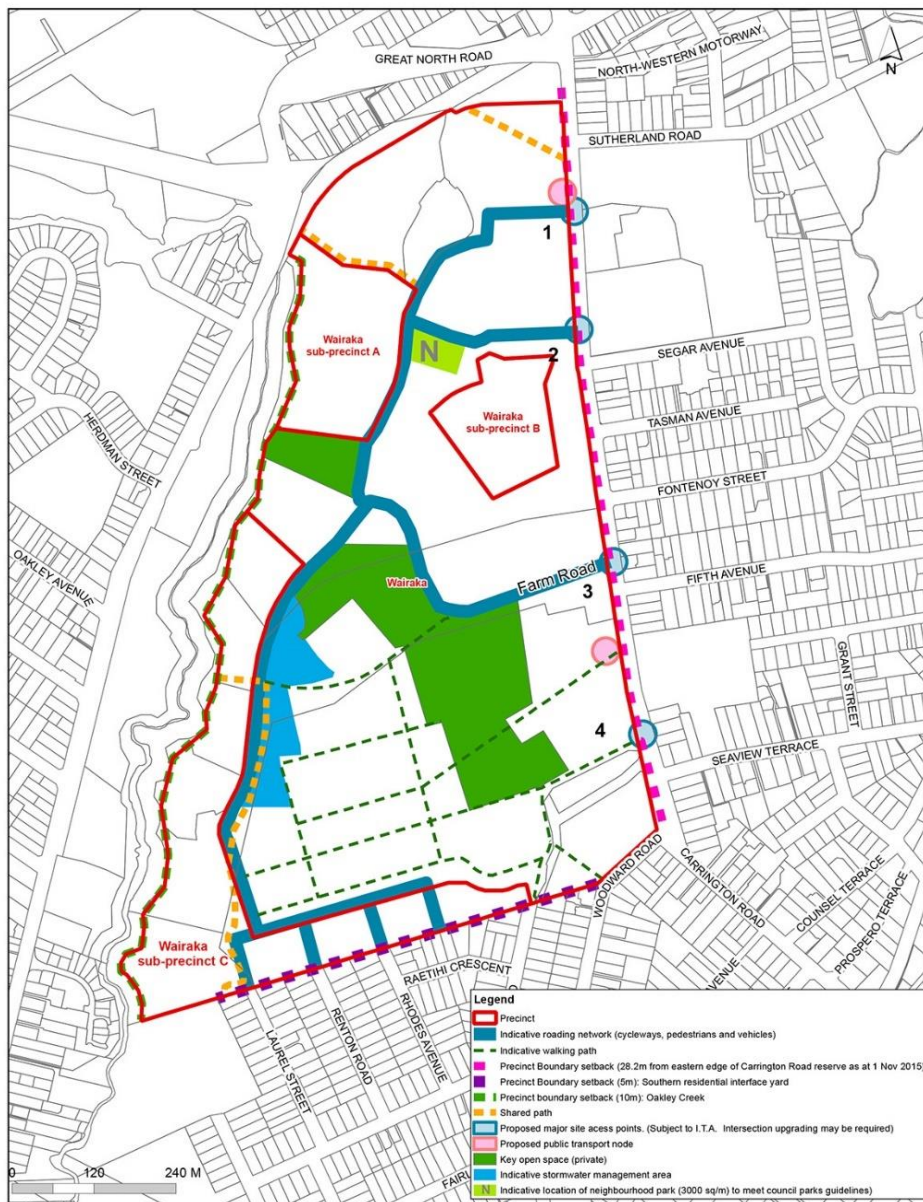 GREAT NORTH ROAD
NORTH-WESTERN MOTORWAY
N
SUTHERLAND ROAD
1
Wairaka
sub-precinct A
N
2
SEGAR AVENUE
Wairaka
sub-precinct B
TASMAN AVENUE
HERDMAN STREET
FONTENOY STREET
OAKLEY AVENUE
Wairaka
Farm Road
3
FIFTH AVENUE
GRANT STREET
4
SEAVIEW TERRACE
WOODWARD ROAD
CARRINGTON ROAD
COUNSEL TERRACE
PROSPERO TERRACE
Wairaka
sub-precinct C
RAETIHI CRESCENT
AVENUE
LAUREL STREET
RENTON ROAD
RHODES AVENUE
Legend
Precinct
Indicative roading network (cycleways, pedestrians and vehicles)
Indicative walking path
Precinct Boundary setback (28.2m from eastern edge of Carrington Road reserve as at 1 Nov 2015)
Precinct Boundary setback (5m): Southern residential interface yard
Precinct boundary setback (10m): Oakley Creek
Shared path
Proposed major site acess points. (Subject to I.T.A. Intersection upgrading may be required)
Proposed public transport node
Key open space (private)
Indicative stormwater management area
N Indicative location of neighbourhood park (3000 sq/m) to meet council parks guidelines)
0 120 240 M